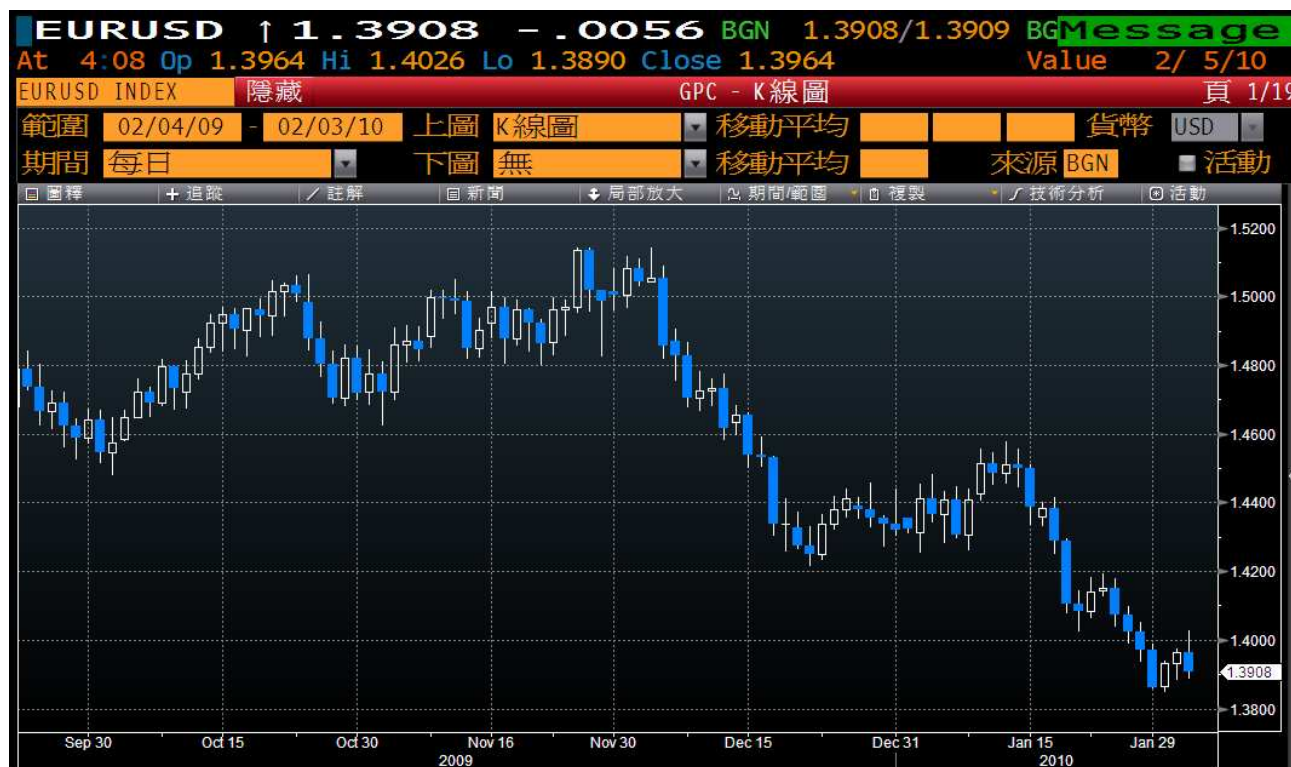 EURUSD ↑1.3908 -.0056 BGN 1.3908/1.3909 BG Message
At 4:08 Op 1.3964 Hi 1.4026 Lo 1.3890 Close 1.3964 Value 2/ 5/10
EURUSD INDEX 隱藏 GPC - K線圖 頁 1/19
範圍 02/04/09 - 02/03/10 上圖 K線圖 移動平均 貨幣 USD
期間 每日 下圖 無 移動平均 來源 BGN 活動
圖釋 追蹤 註解 新聞 局部放大 期間/範圍 複製 技術分析 活動
1.5200
1.5000
1.4800
1.4600
1.4400
1.4200
1.4000
1.3908
1.3800
Sep 30 Oct 15 Oct 30 Nov 16 Nov 30 Dec 15 Dec 31 Jan 15 Jan 29
2009 2010